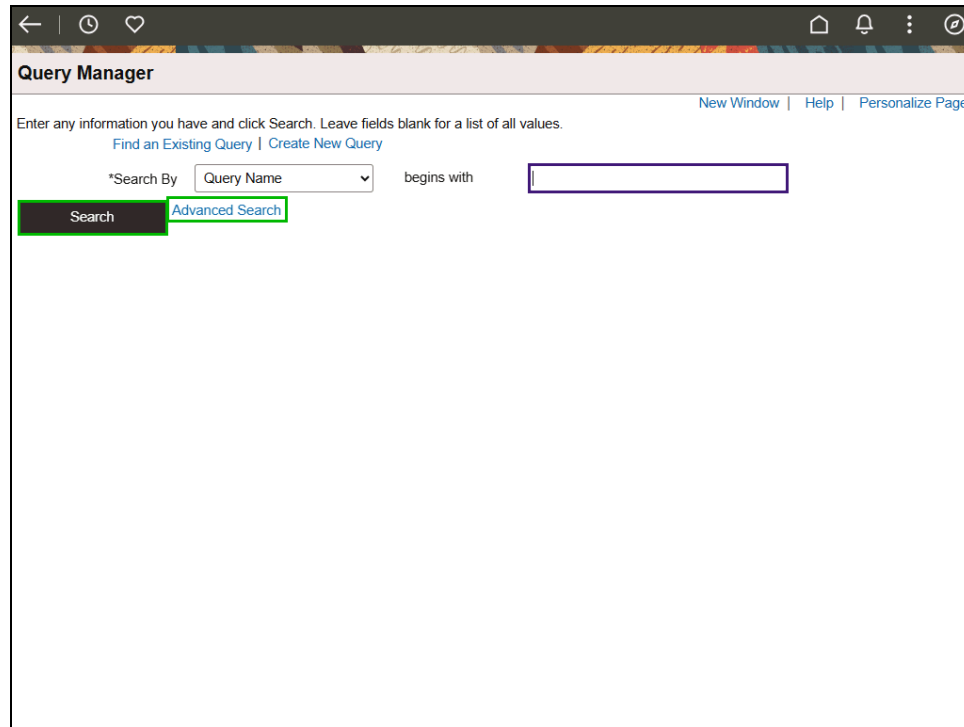 Query Manager
New Window | Help | Personalize Page
Enter any information you have and click Search. Leave fields blank for a list of all values.
Find an Existing Query | Create New Query
*Search By Query Name begins with
Search Advanced Search